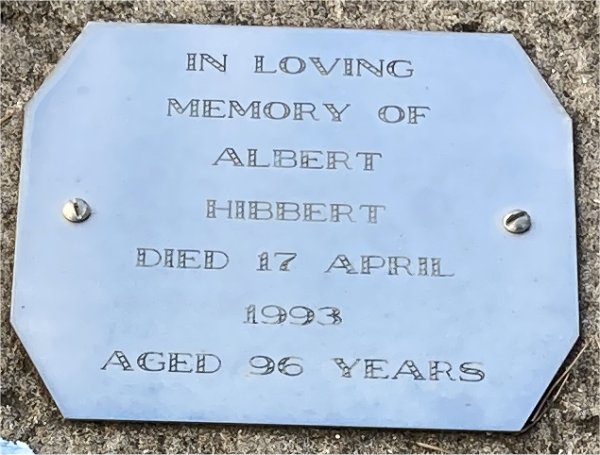 IN LOVING
MEMORY OF
ALBERT
HIBBERT
DIED 17 APRIL
1993
AGED 96 YEARS